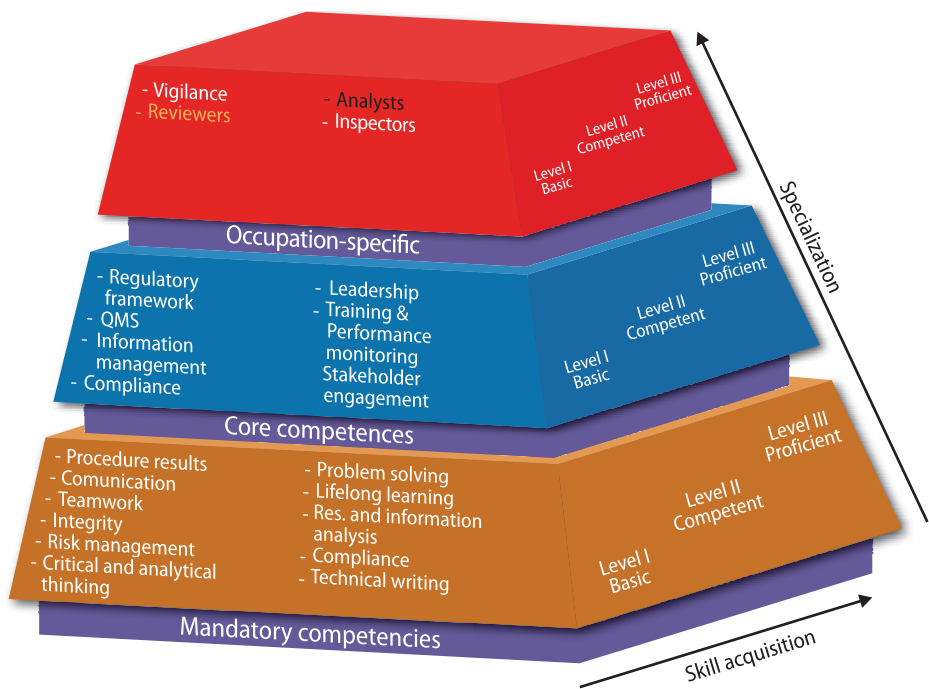 - Vigilance
- Reviewers
- Analysts
- Inspectors
Level I
Basic
Level II
Competent
Level III
Proficient
Occupation-specific
- Regulatory
framework
- QMS
- Information
management
- Compliance
- Leadership
- Training &
Performance
monitoring
Stakeholder
engagement
Level I
Basic
Level II
Competent
Level III
Proficient
Core competences
- Procedure results
- Comunication
- Teamwork
- Integrity
- Risk management
- Critical and analytical
thinking
- Problem solving
- Lifelong learning
- Res. and information
analysis
- Compliance
- Technical writing
Level I
Basic
Level II
Competent
Level III
Proficient
Mandatory competencies
Specialization
Skill acquisition